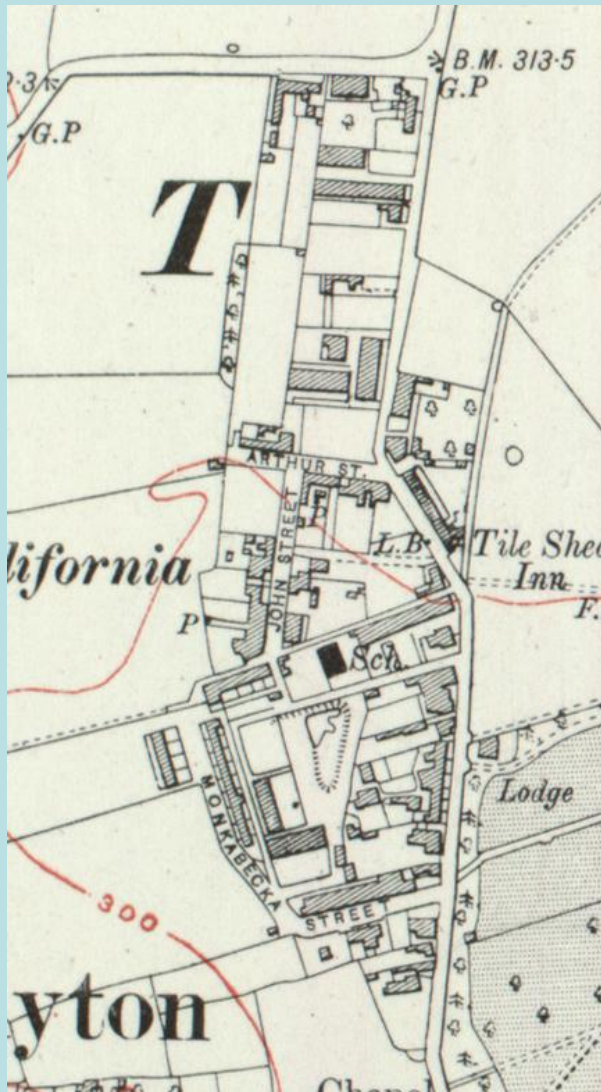 B.M. 313·5
G.P
G.P
T
ARTHUR ST.
JOHN STREET
P
L.B
Tile Shed
Inn
lifornia
F.
P
Sch.
Lodge
MONKABECKA
STREET
300
yton
Chapel